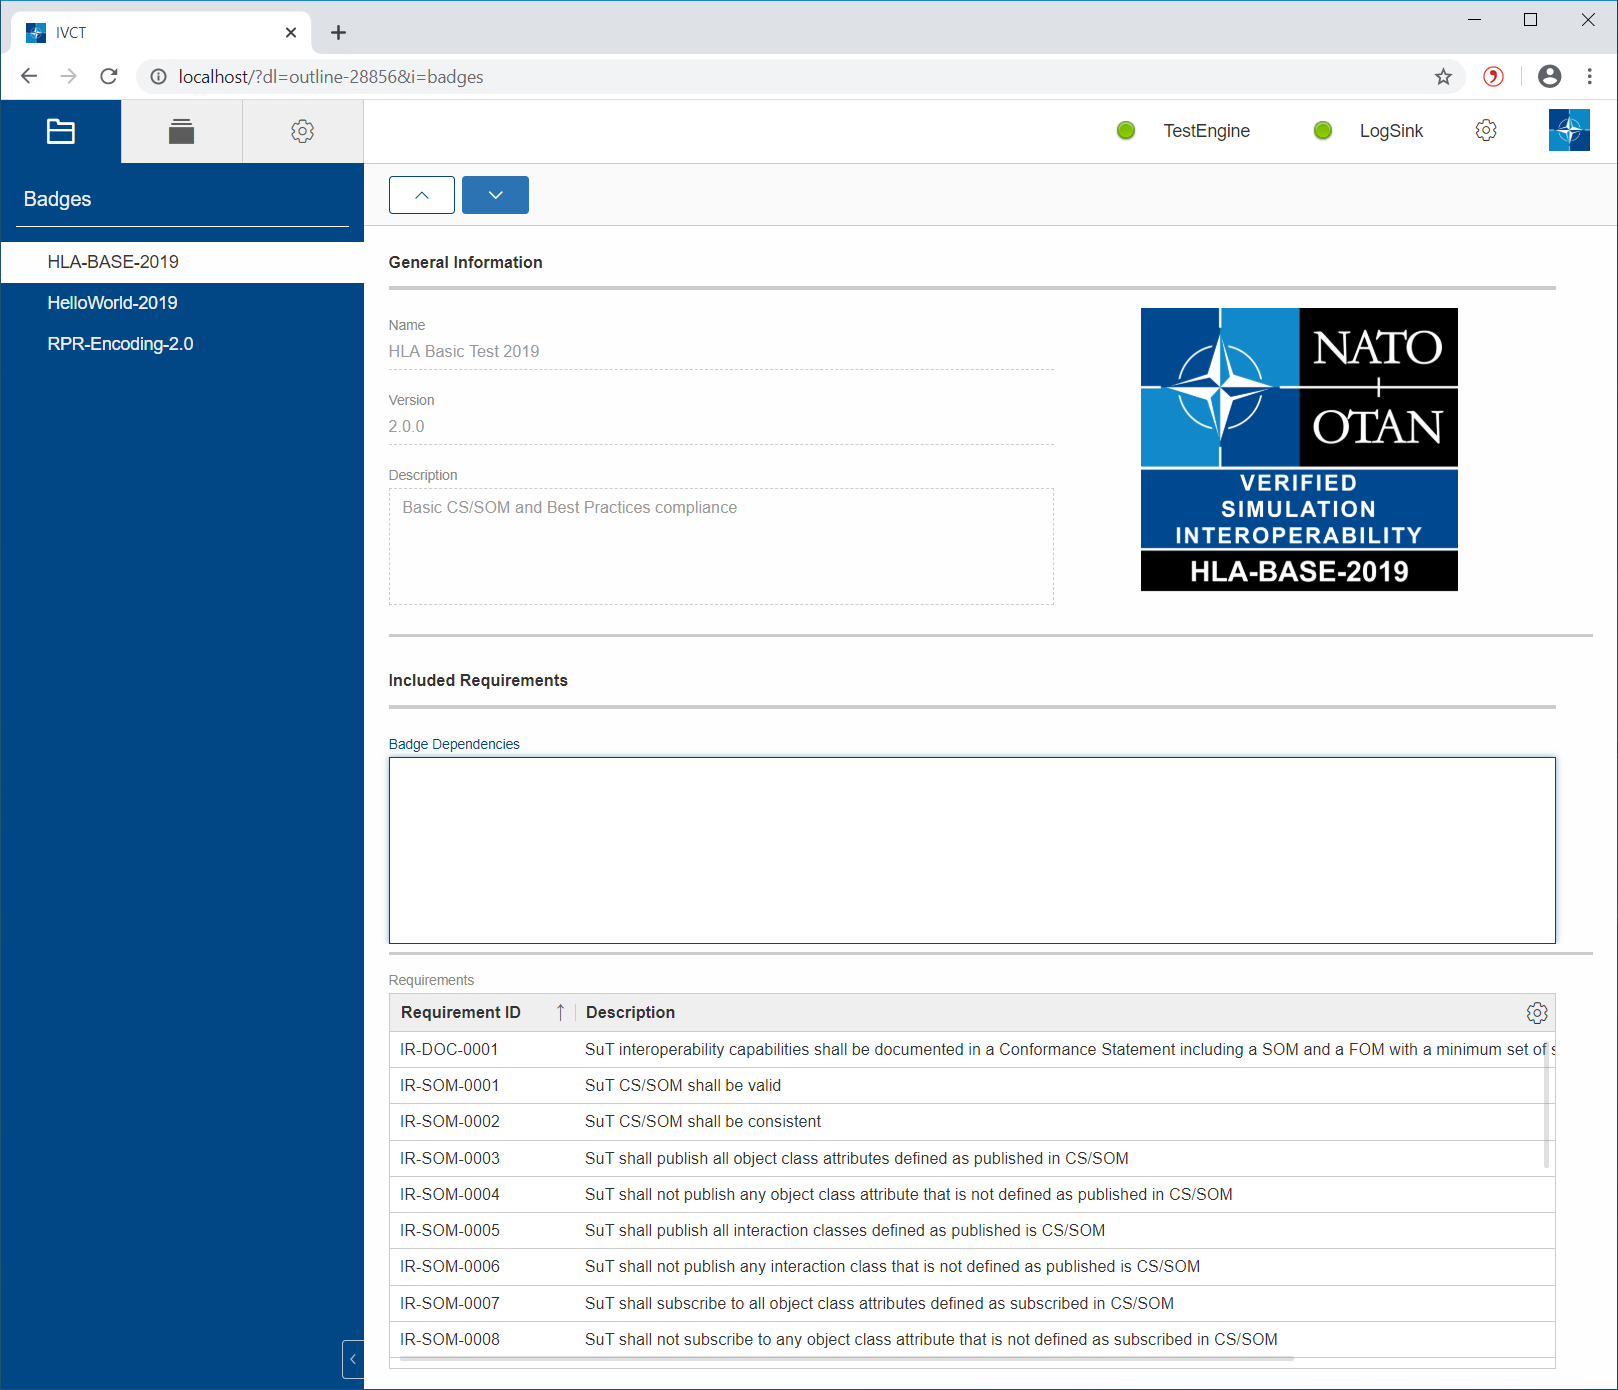 IVCT
localhost/?dl=outline-28856&i=badges
TestEngine
LogSink
Badges
HLA-BASE-2019
HelloWorld-2019
RPR-Encoding-2.0
General Information
Name
HLA Basic Test 2019
Version
2.0.0
Description
Basic CS/SOM and Best Practices compliance
NATO
OTAN
VERIFIED
SIMULATION
INTEROPERABILITY
HLA-BASE-2019
Included Requirements
Badge Dependencies
Requirements
Requirement ID Description
IR-DOC-0001 SuT interoperability capabilities shall be documented in a Conformance Statement including a SOM and a FOM with a minimum set of
IR-SOM-0001 SuT CS/SOM shall be valid
IR-SOM-0002 SuT CS/SOM shall be consistent
IR-SOM-0003 SuT shall publish all object class attributes defined as published in CS/SOM
IR-SOM-0004 SuT shall not publish any object class attribute that is not defined as published in CS/SOM
IR-SOM-0005 SuT shall publish all interaction classes defined as published is CS/SOM
IR-SOM-0006 SuT shall not publish any interaction class that is not defined as published is CS/SOM
IR-SOM-0007 SuT shall subscribe to all object class attributes defined as subscribed in CS/SOM
IR-SOM-0008 SuT shall not subscribe to any object class attribute that is not defined as subscribed in CS/SOM